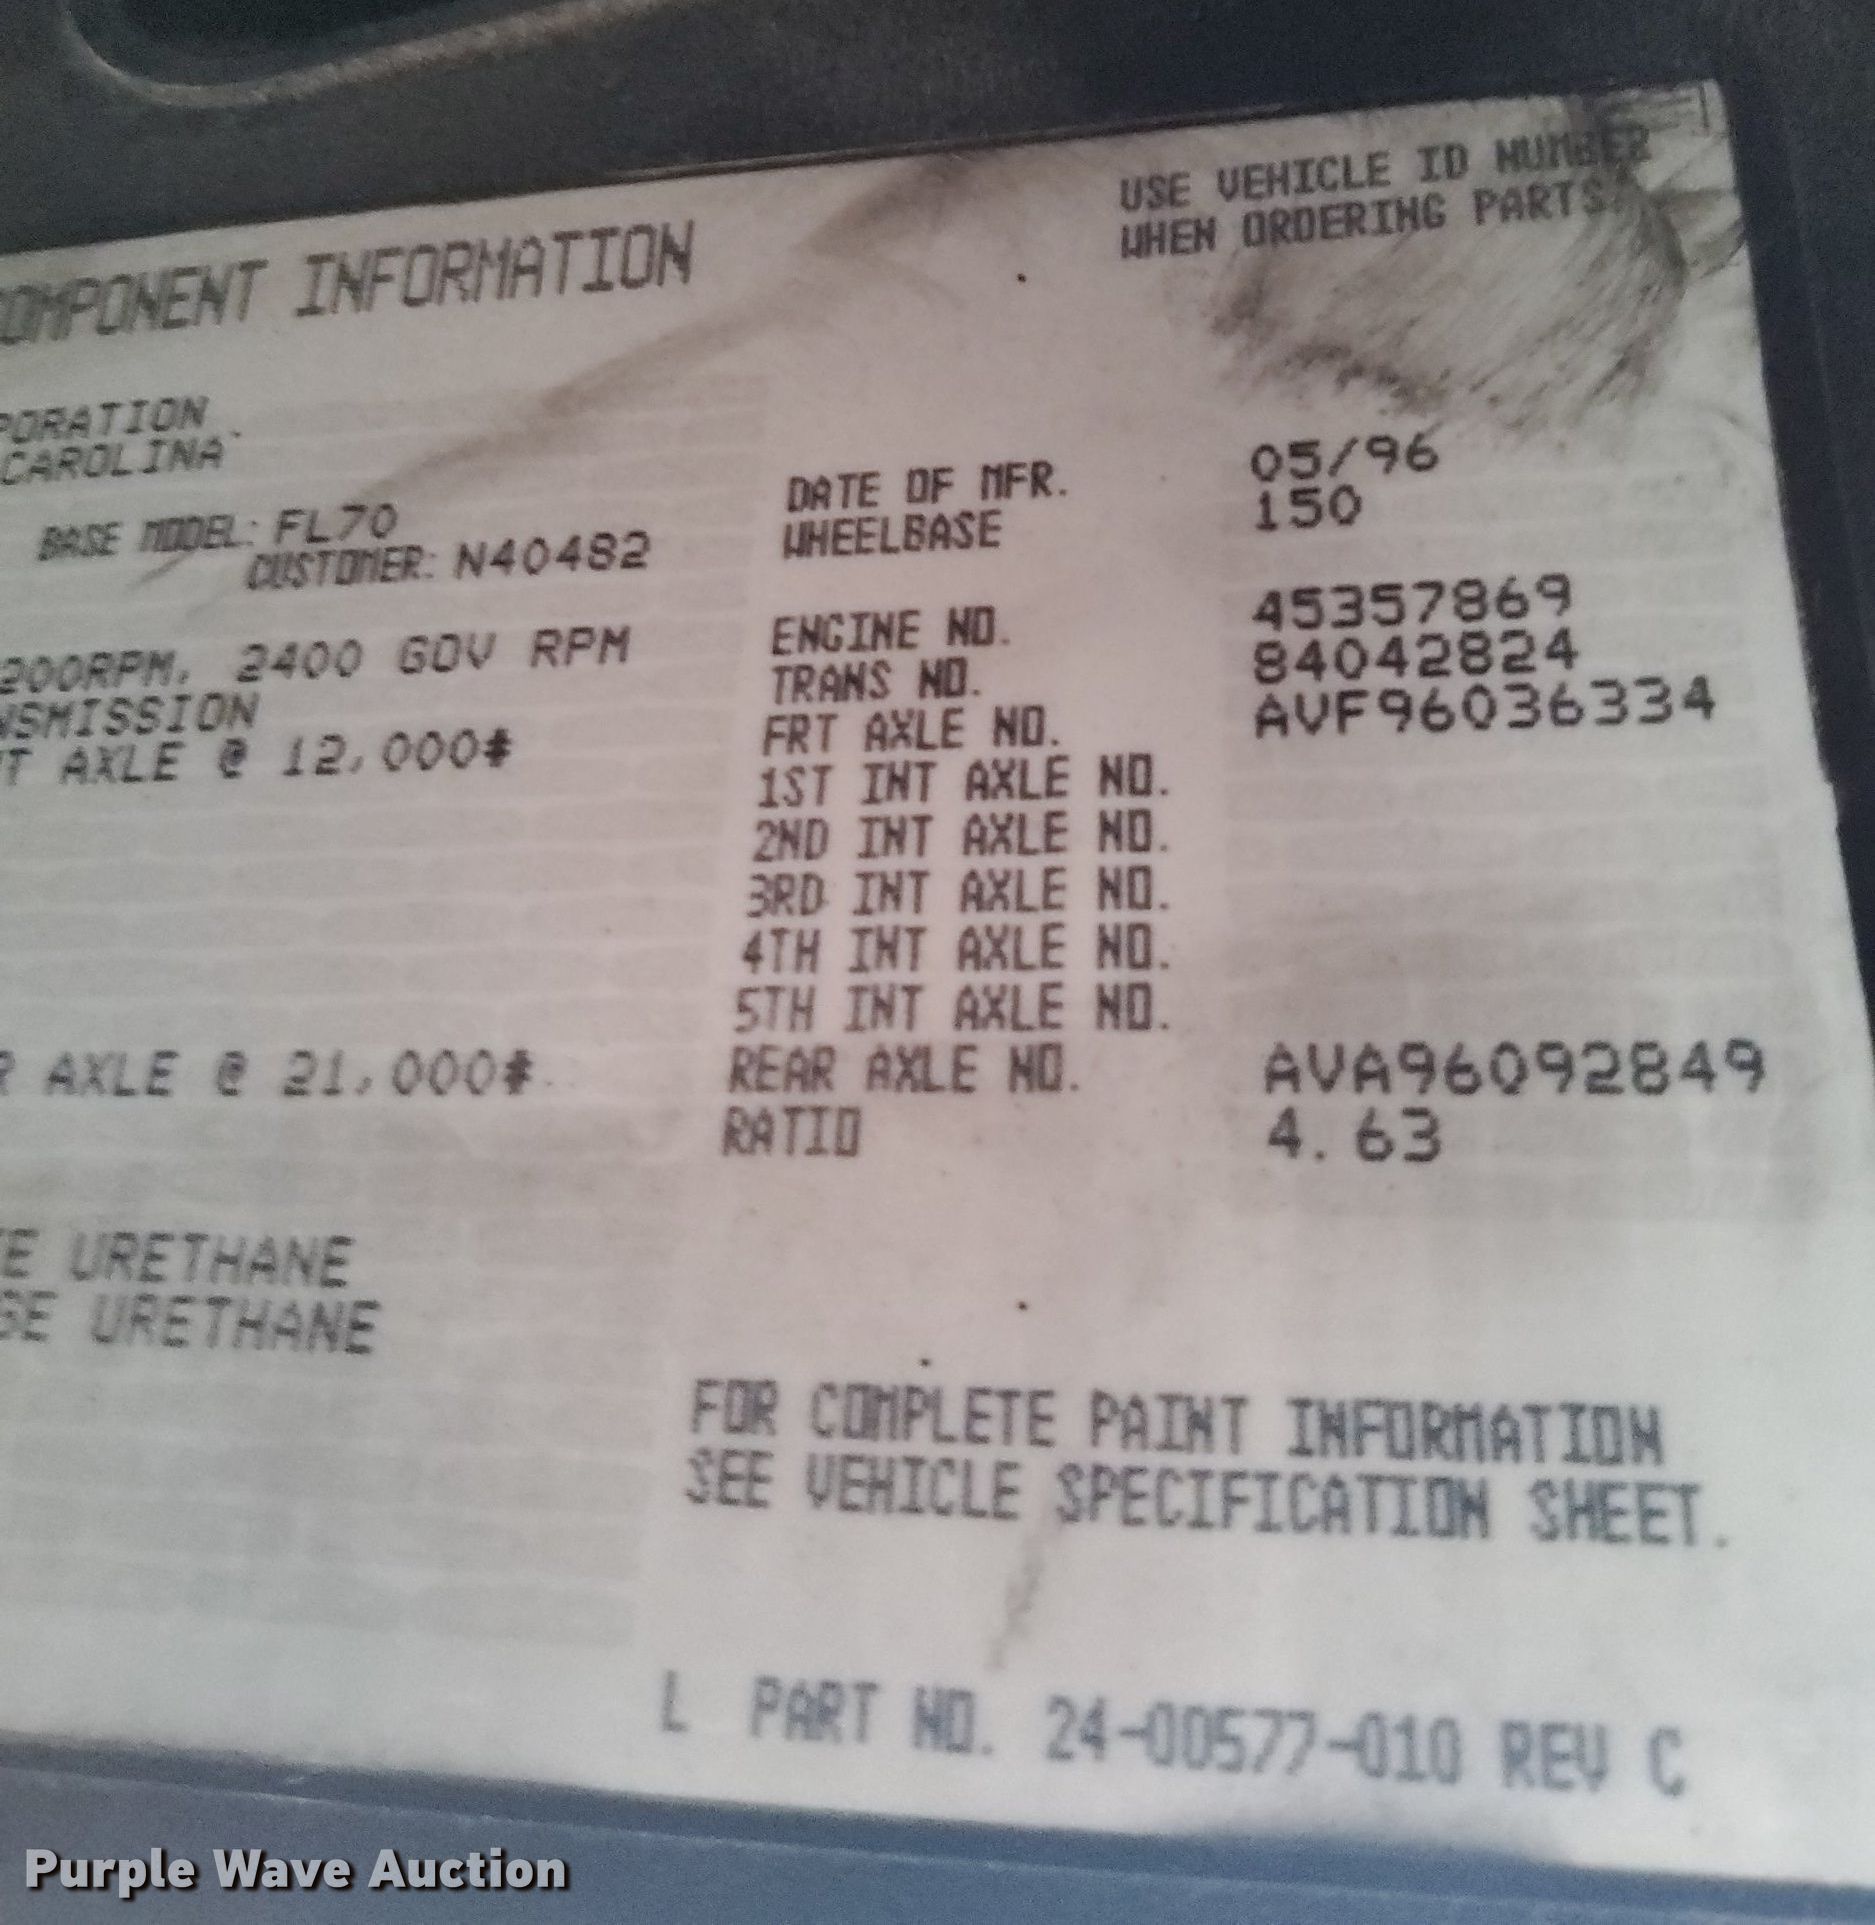 USE VEHICLE ID NUMBER
WHEN ORDERING PARTS
COMPONENT INFORMATION
PORATION
CAROLINA
BASE MODEL: FL70
CUSTOMER: N40482
200RPM, 2400 GOV RPM
NSMISSION
T AXLE @ 12,000#
R AXLE @ 21,000#
E URETHANE
GE URETHANE
DATE OF MFR. 05/96
WHEELBASE 150
ENGINE NO. 45357869
TRANS NO. 84042824
FRT AXLE NO. AVF96036334
1ST INT AXLE NO.
2ND INT AXLE NO.
3RD INT AXLE NO.
4TH INT AXLE NO.
5TH INT AXLE NO.
REAR AXLE NO. AVA96092849
RATIO 4.63
FOR COMPLETE PAINT INFORMATION
SEE VEHICLE SPECIFICATION SHEET.
L PART NO. 24-00577-010 REV C
Purple Wave Auction